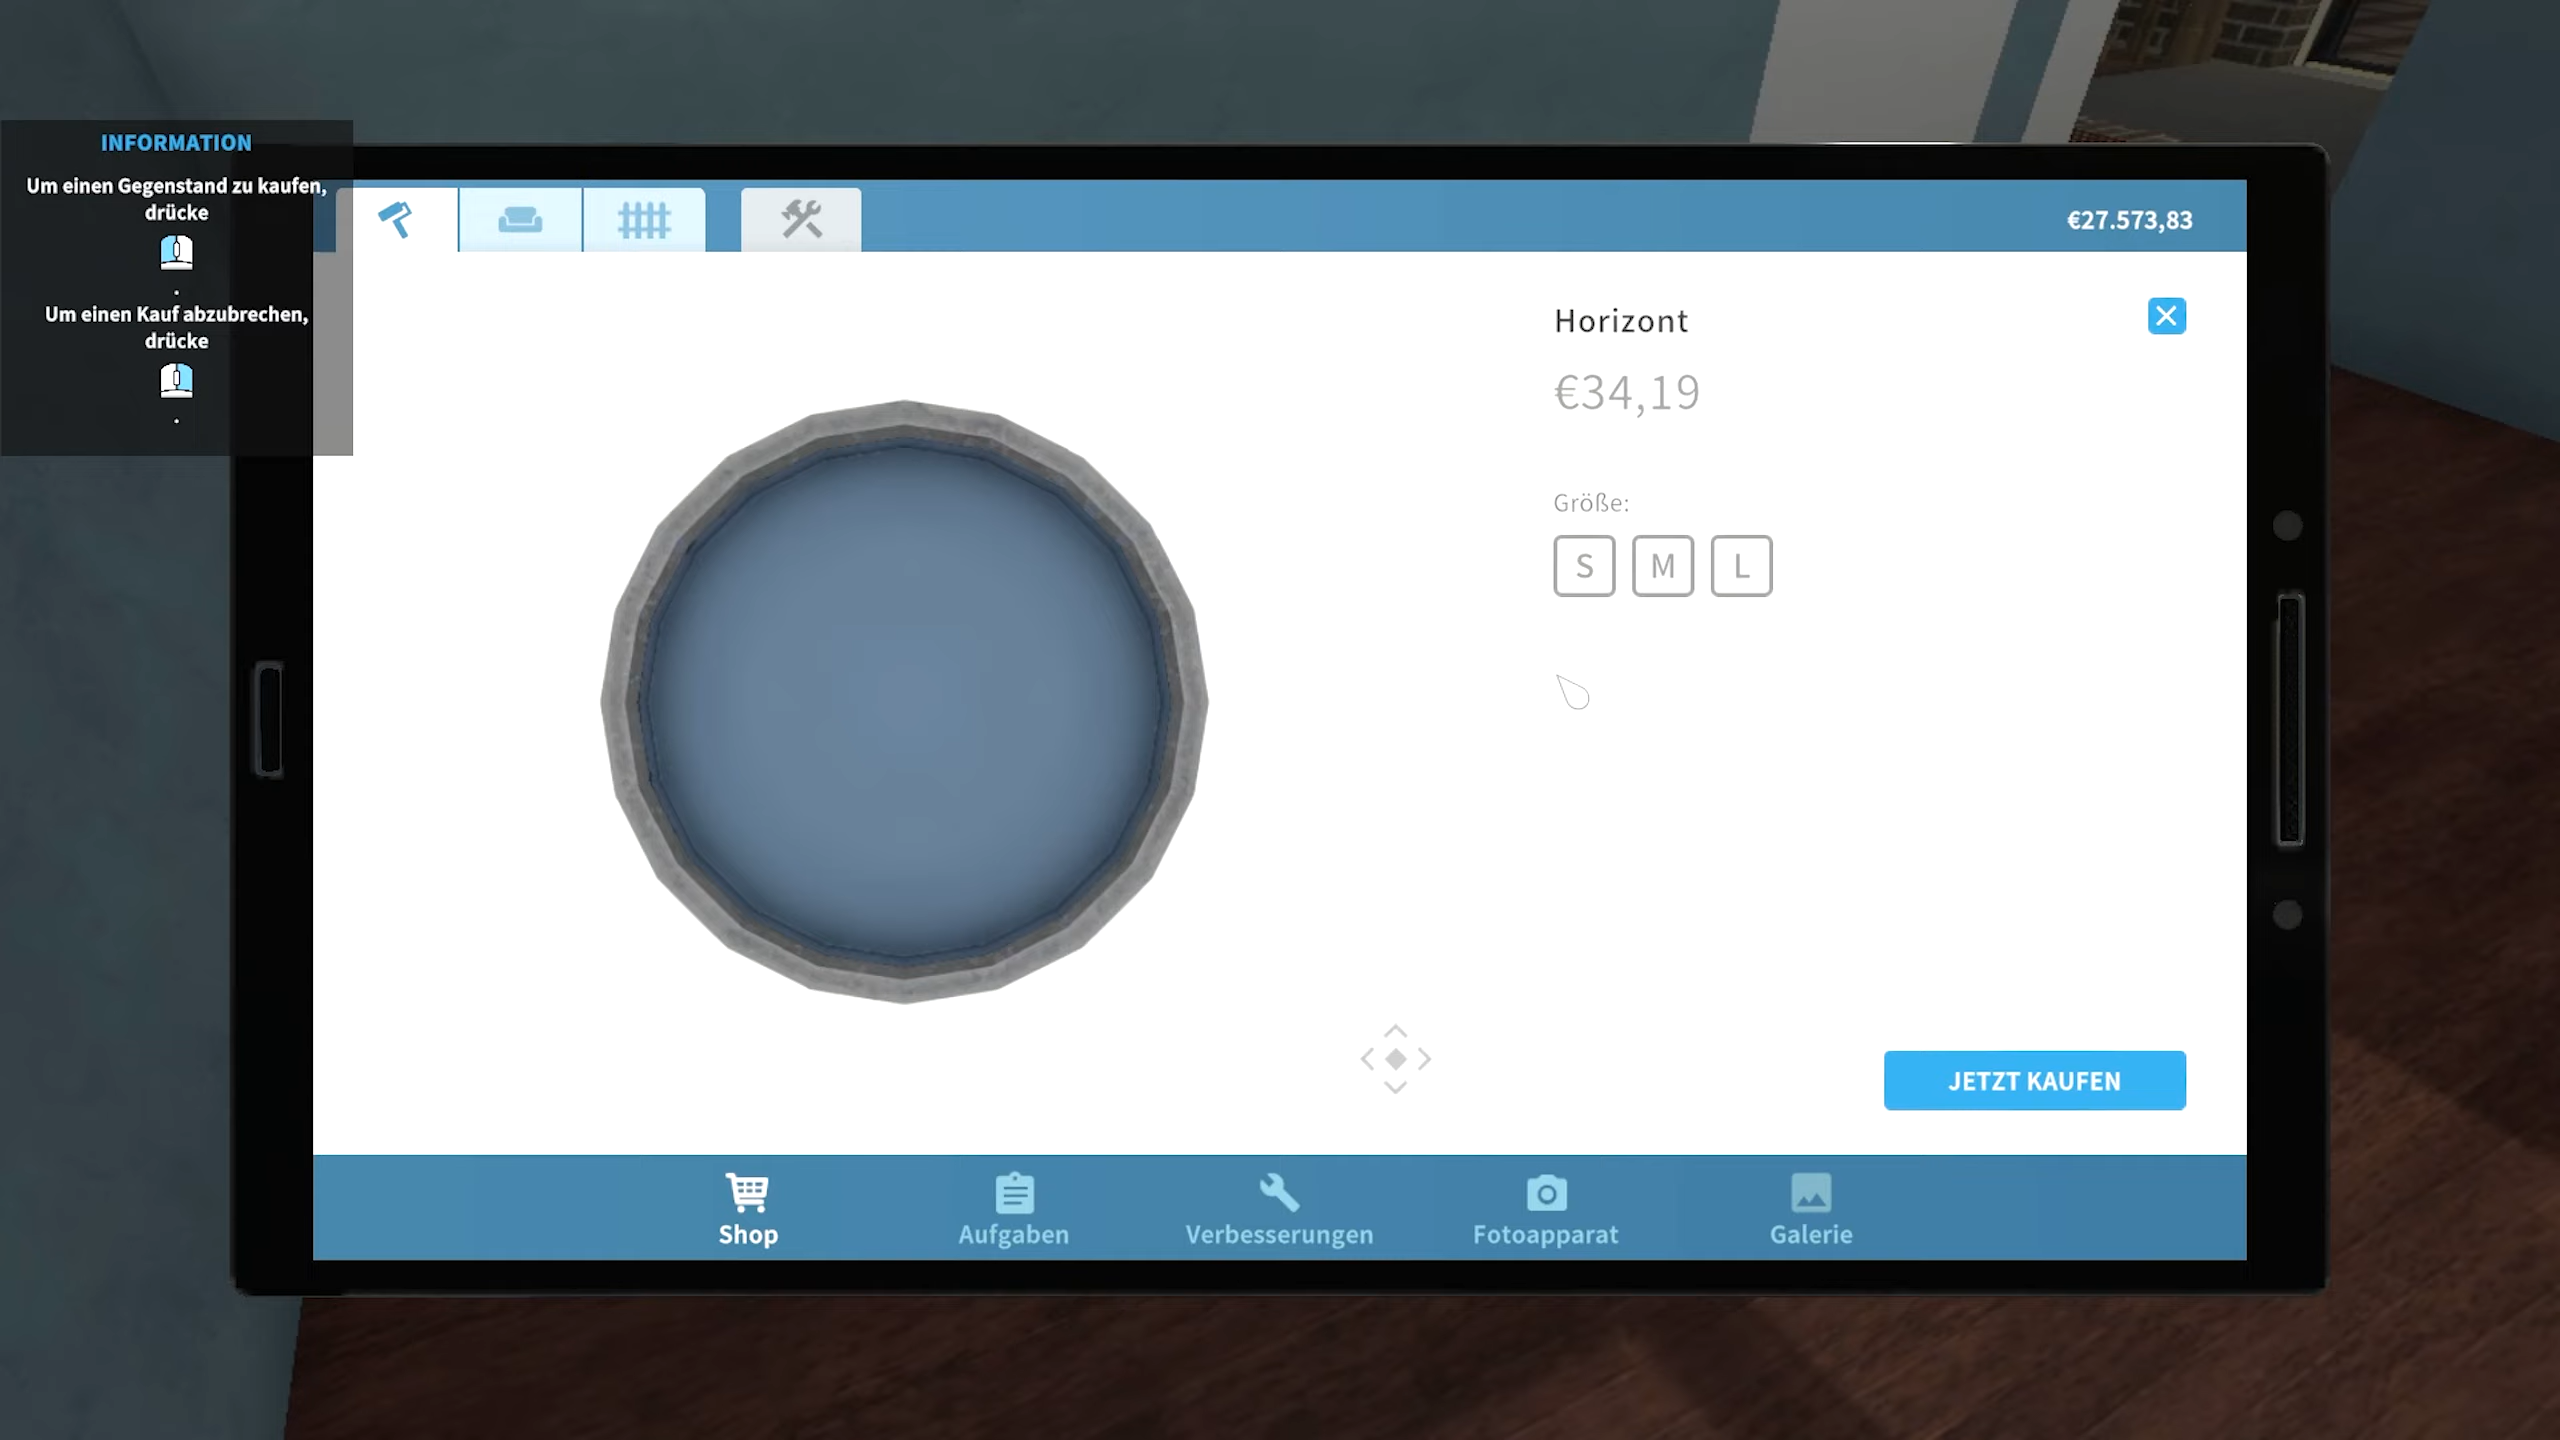 INFORMATION
Um einen Gegenstand zu kaufen,
drücke
.
Um einen Kauf abzubrechen,
drücke
.
€27.573,83
Horizont
€34,19
Größe:
S M L
JETZT KAUFEN
Shop Aufgaben Verbesserungen Fotoapparat Galerie